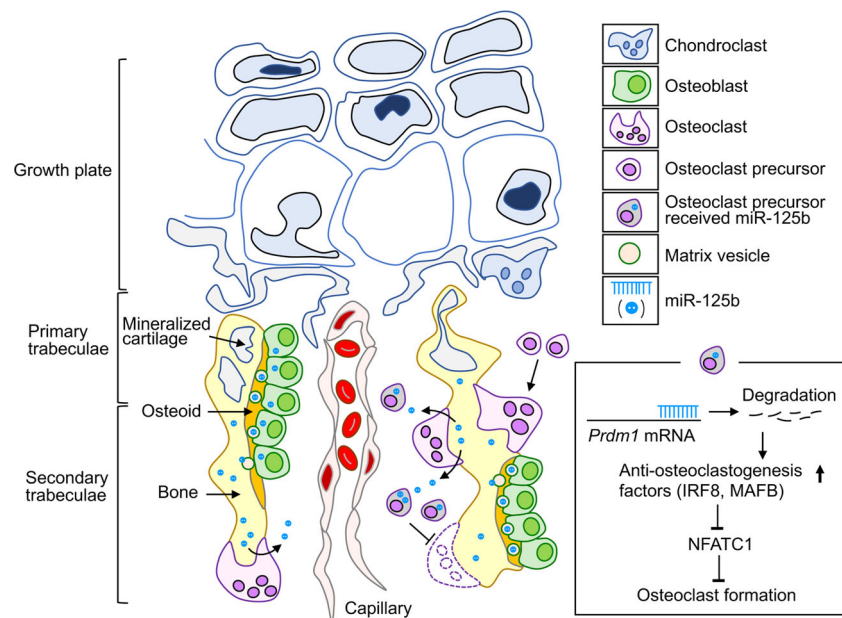 Growth plate
Primary
trabeculae
Mineralized
cartilage
Osteoid
Secondary
trabeculae
Bone
Capillary
Chondroclast
Osteoblast
Osteoclast
Osteoclast precursor
Osteoclast precursor
received miR-125b
Matrix vesicle
miR-125b
Degradation
Prdm1 mRNA
Anti-osteoclastogenesis
factors (IRF8, MAFB)
NFATC1
Osteoclast formation